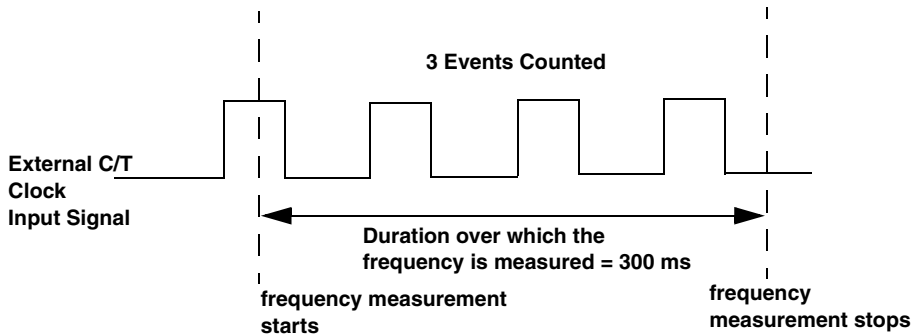 3 Events Counted
External C/T
Clock
Input Signal
Duration over which the
frequency is measured = 300 ms
frequency measurement
starts
frequency
measurement stops